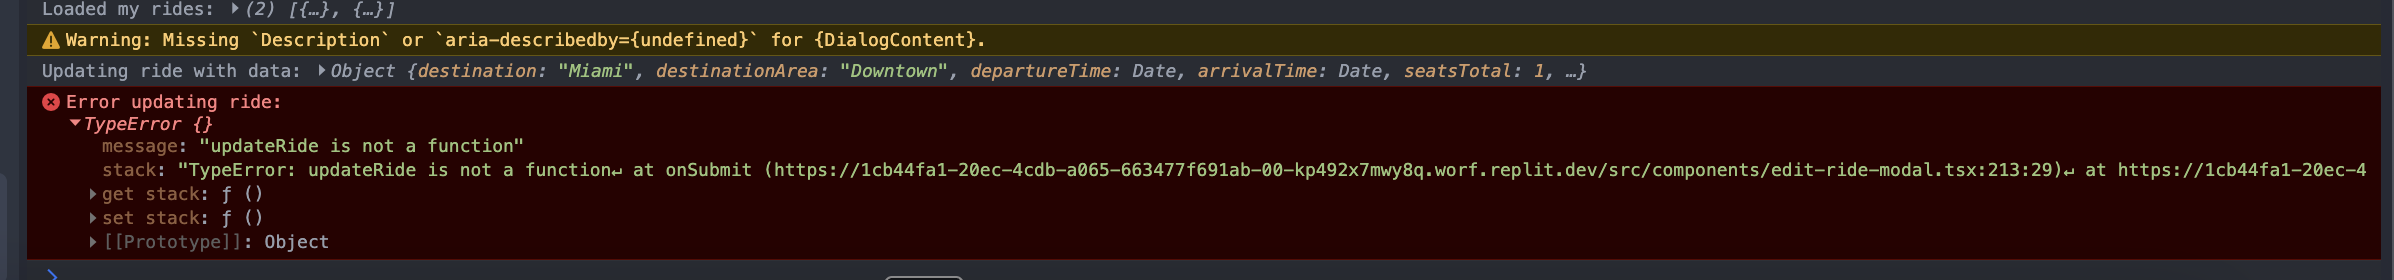 Loaded my rides: ▶(2) [{…}, {…}]
Warning: Missing `Description` or `aria-describedby={undefined}` for {DialogContent}.
Updating ride with data: ▶Object {destination: "Miami", destinationArea: "Downtown", departureTime: Date, arrivalTime: Date, seatsTotal: 1, …}
Error updating ride:
▼TypeError {}
message: "updateRide is not a function"
stack: "TypeError: updateRide is not a function↵ at onSubmit (https://1cb44fa1-20ec-4cdb-a065-663477f691ab-00-kp492x7mwy8q.worf.replit.dev/src/components/edit-ride-modal.tsx:213:29)↵ at https://1cb44fa1-20ec-4
▶get stack: ƒ ()
▶set stack: ƒ ()
▶[[Prototype]]: Object